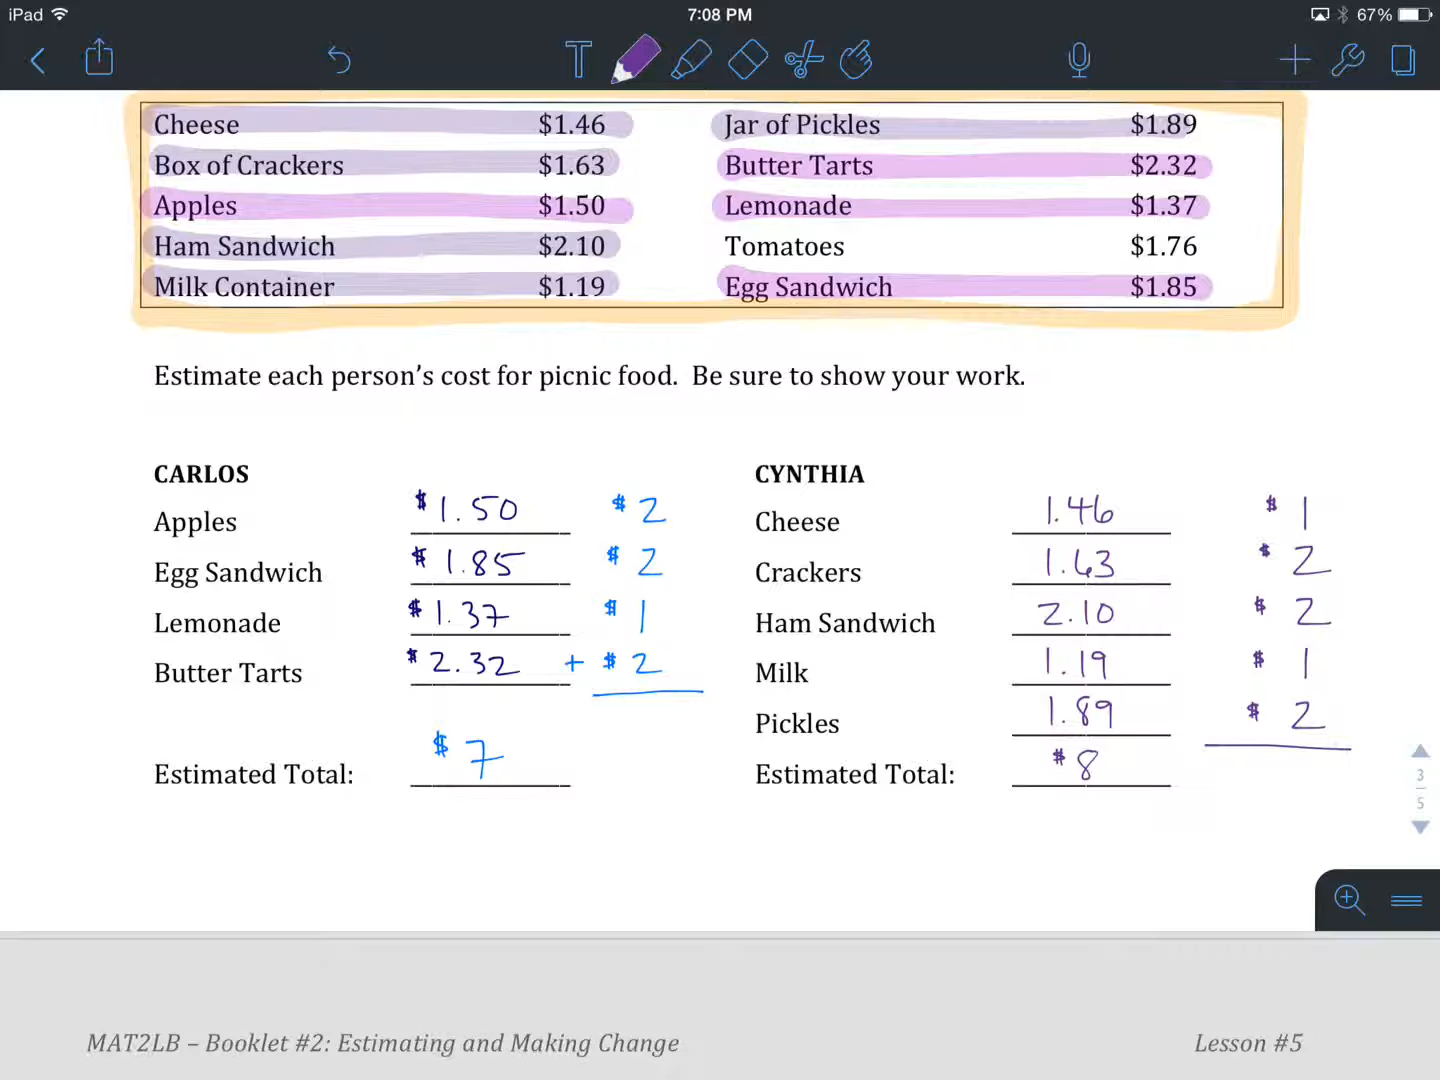 iPad 7:08 PM 67%
Cheese $1.46 Jar of Pickles $1.89
Box of Crackers $1.63 Butter Tarts $2.32
Apples $1.50 Lemonade $1.37
Ham Sandwich $2.10 Tomatoes $1.76
Milk Container $1.19 Egg Sandwich $1.85
Estimate each person's cost for picnic food. Be sure to show your work.
CARLOS
Apples $1.50 $2
Egg Sandwich $1.85 $2
Lemonade $1.37 $1
Butter Tarts $2.32 + $2
Estimated Total: $7
CYNTHIA
Cheese 1.46 $1
Crackers 1.63 $2
Ham Sandwich 2.10 $2
Milk 1.19 $1
Pickles 1.89 $2
Estimated Total: $8
3
5
MAT2LB – Booklet #2: Estimating and Making Change Lesson #5